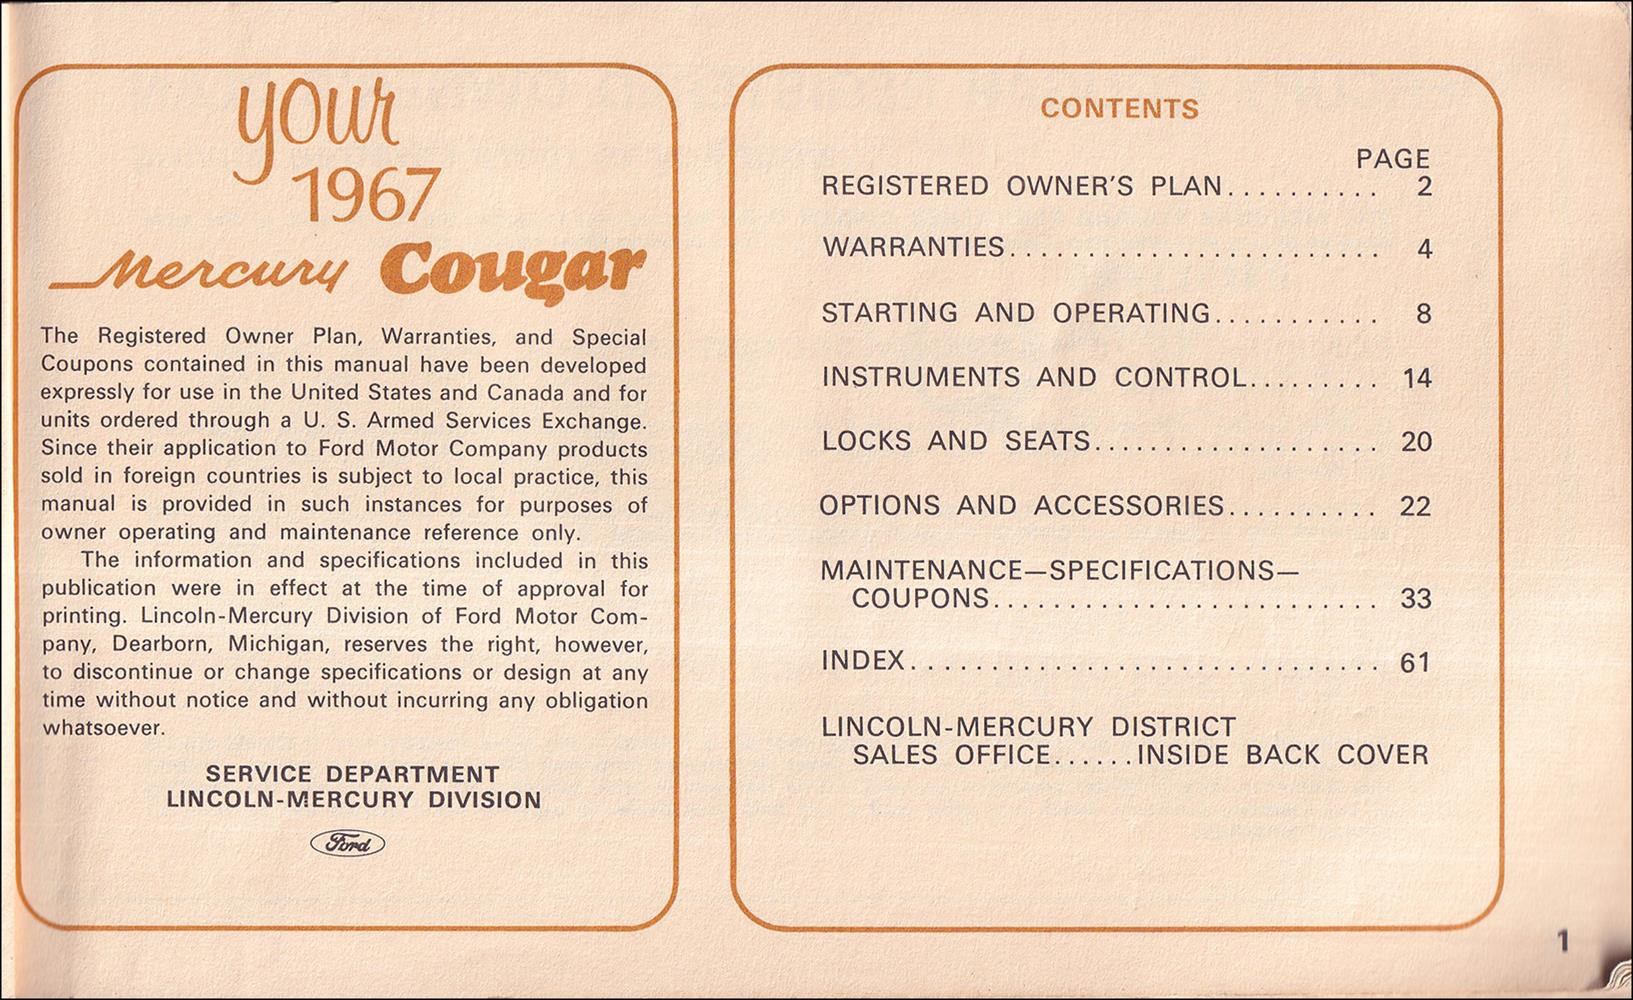 your
1967
Mercury Cougar
The Registered Owner Plan, Warranties, and Special
Coupons contained in this manual have been developed
expressly for use in the United States and Canada and for
units ordered through a U. S. Armed Services Exchange.
Since their application to Ford Motor Company products
sold in foreign countries is subject to local practice, this
manual is provided in such instances for purposes of
owner operating and maintenance reference only.
The information and specifications included in this
publication were in effect at the time of approval for
printing. Lincoln-Mercury Division of Ford Motor Com-
pany, Dearborn, Michigan, reserves the right, however,
to discontinue or change specifications or design at any
time without notice and without incurring any obligation
whatsoever.
SERVICE DEPARTMENT
LINCOLN-MERCURY DIVISION
Ford
CONTENTS
PAGE
REGISTERED OWNER'S PLAN.......... 2
WARRANTIES........................ 4
STARTING AND OPERATING........... 8
INSTRUMENTS AND CONTROL......... 14
LOCKS AND SEATS................... 20
OPTIONS AND ACCESSORIES.......... 22
MAINTENANCE—SPECIFICATIONS—
COUPONS......................... 33
INDEX............................. 61
LINCOLN-MERCURY DISTRICT
SALES OFFICE......INSIDE BACK COVER
1